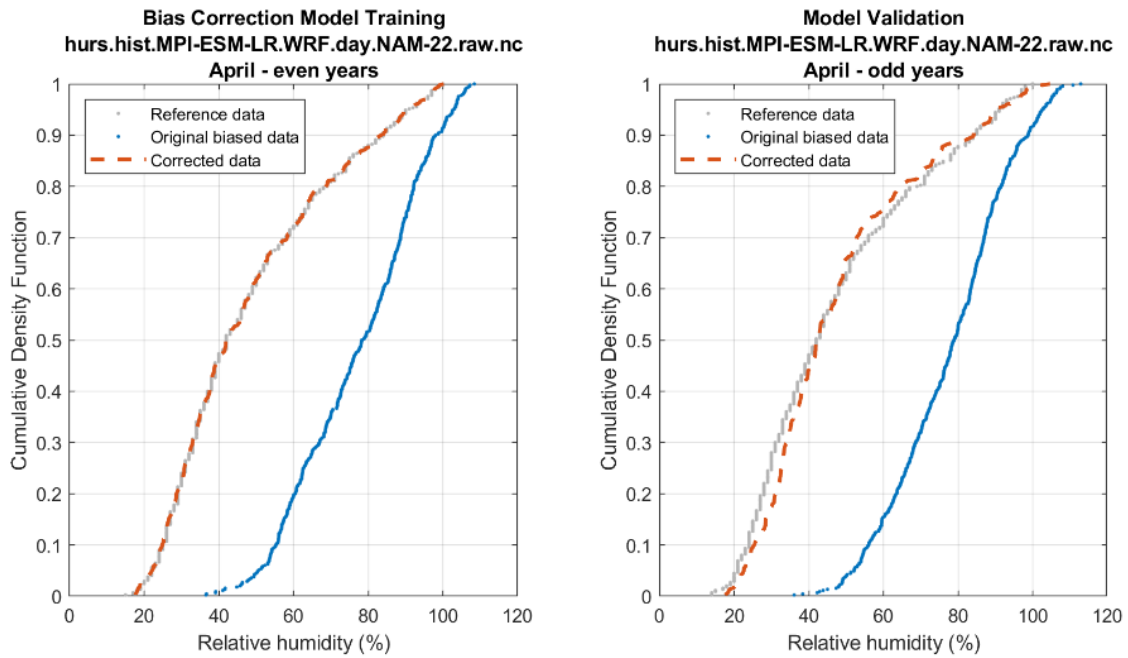 Bias Correction Model Training
hurs.hist.MPI-ESM-LR.WRF.day.NAM-22.raw.nc
April - even years
1
0.9
0.8
0.7
0.6
0.5
0.4
0.3
0.2
0.1
0
Cumulative Density Function
Reference data
Original biased data
Corrected data
0 20 40 60 80 100 120
Relative humidity (%)
Model Validation
hurs.hist.MPI-ESM-LR.WRF.day.NAM-22.raw.nc
April - odd years
1
0.9
0.8
0.7
0.6
0.5
0.4
0.3
0.2
0.1
0
Cumulative Density Function
Reference data
Original biased data
Corrected data
0 20 40 60 80 100 120
Relative humidity (%)